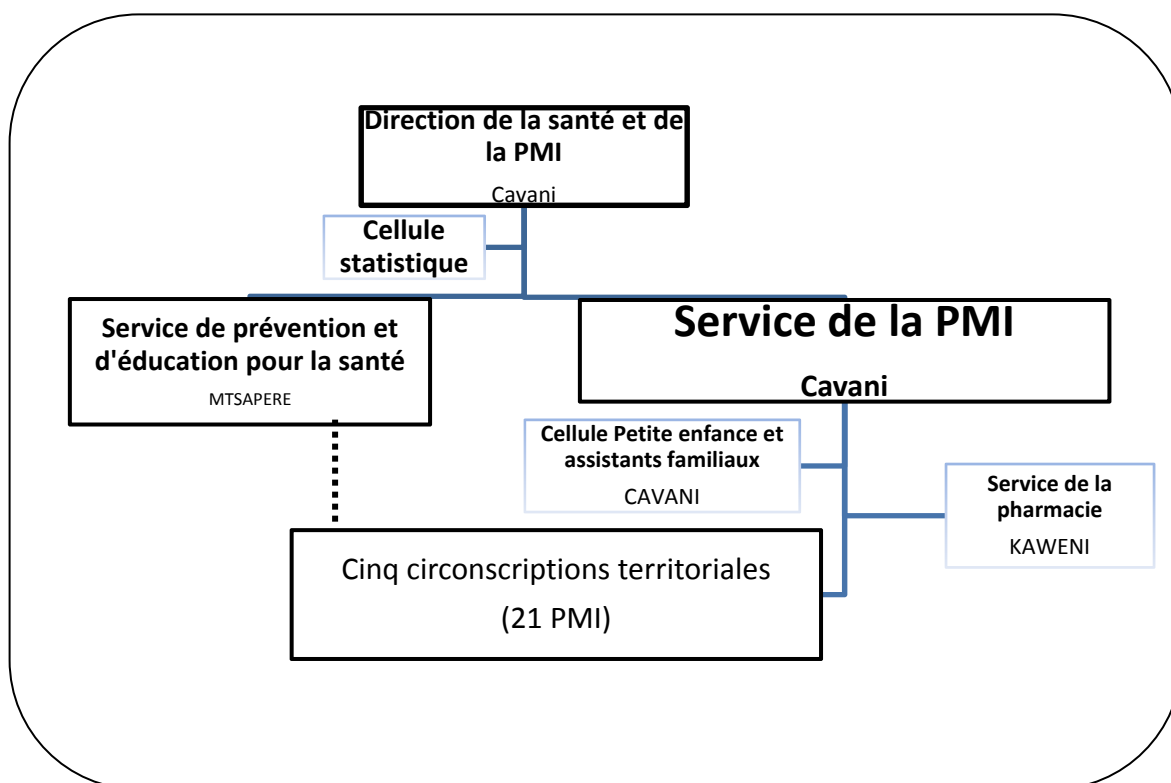 Direction de la santé et de
la PMI
Cavani
Cellule
statistique
Service de prévention et
d'éducation pour la santé
MTSAPERE
Service de la PMI
Cavani
Cellule Petite enfance et
assistants familiaux
CAVANI
Service de la
pharmacie
KAWENI
Cinq circonscriptions territoriales
(21 PMI)